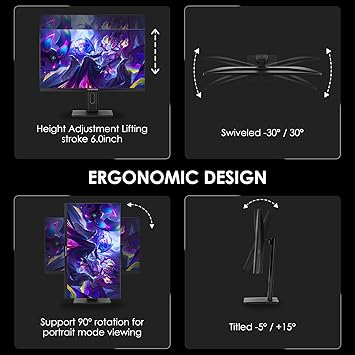 Height Adjustment Lifting
stroke 6.0inch
Swiveled -30° / 30°
ERGONOMIC DESIGN
Support 90° rotation for
portrait mode viewing
Titled -5° / +15°